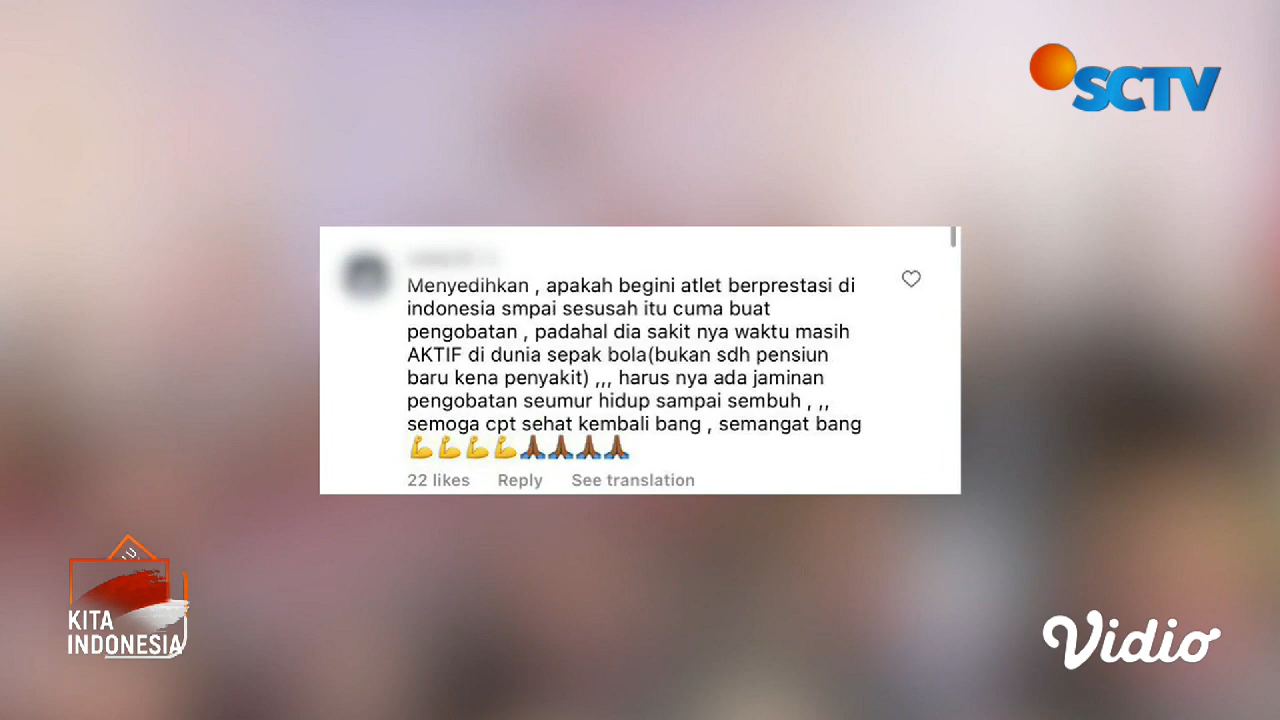 SCTV
Menyedihkan , apakah begini atlet berprestasi di
indonesia smpai sesusah itu cuma buat
pengobatan , padahal dia sakit nya waktu masih
AKTIF di dunia sepak bola(bukan sdh pensiun
baru kena penyakit) ,,, harus nya ada jaminan
pengobatan seumur hidup sampai sembuh , ,,
semoga cpt sehat kembali bang , semangat bang
💪💪💪💪🙏🏾🙏🏾🙏🏾🙏🏾
22 likes Reply See translation
KITA
INDONESIA
Vidio